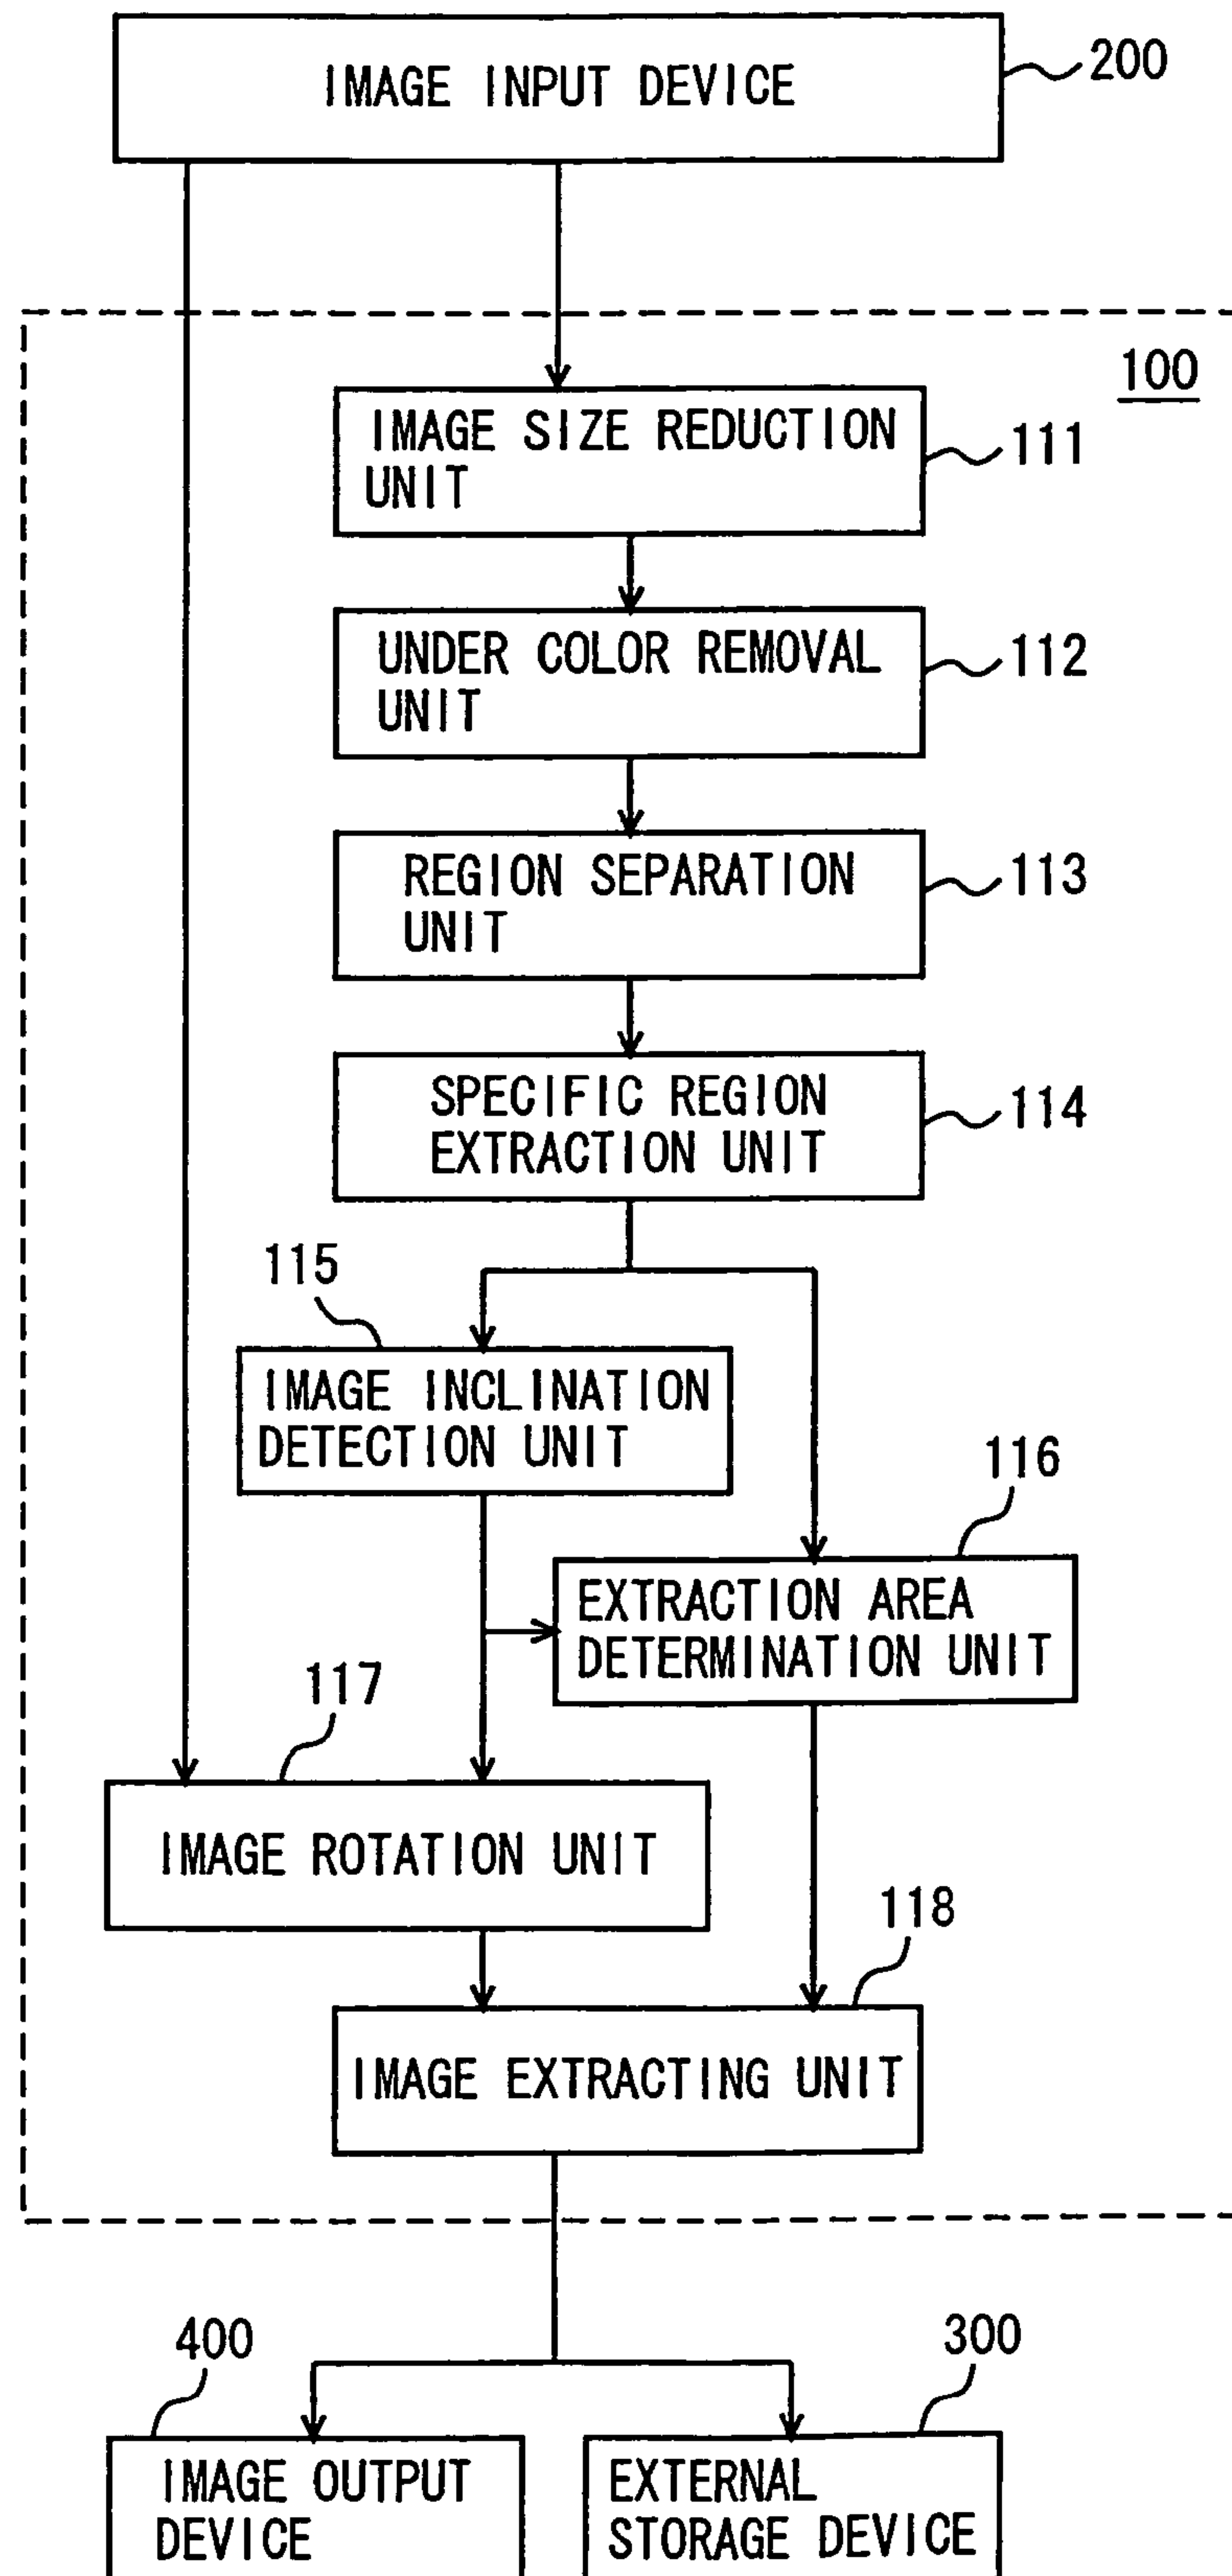 IMAGE INPUT DEVICE
200
100
IMAGE SIZE REDUCTION
UNIT
111
UNDER COLOR REMOVAL
UNIT
112
REGION SEPARATION
UNIT
113
SPECIFIC REGION
EXTRACTION UNIT
114
115
IMAGE INCLINATION
DETECTION UNIT
116
EXTRACTION AREA
DETERMINATION UNIT
117
IMAGE ROTATION UNIT
118
IMAGE EXTRACTING UNIT
400
IMAGE OUTPUT
DEVICE
300
EXTERNAL
STORAGE DEVICE